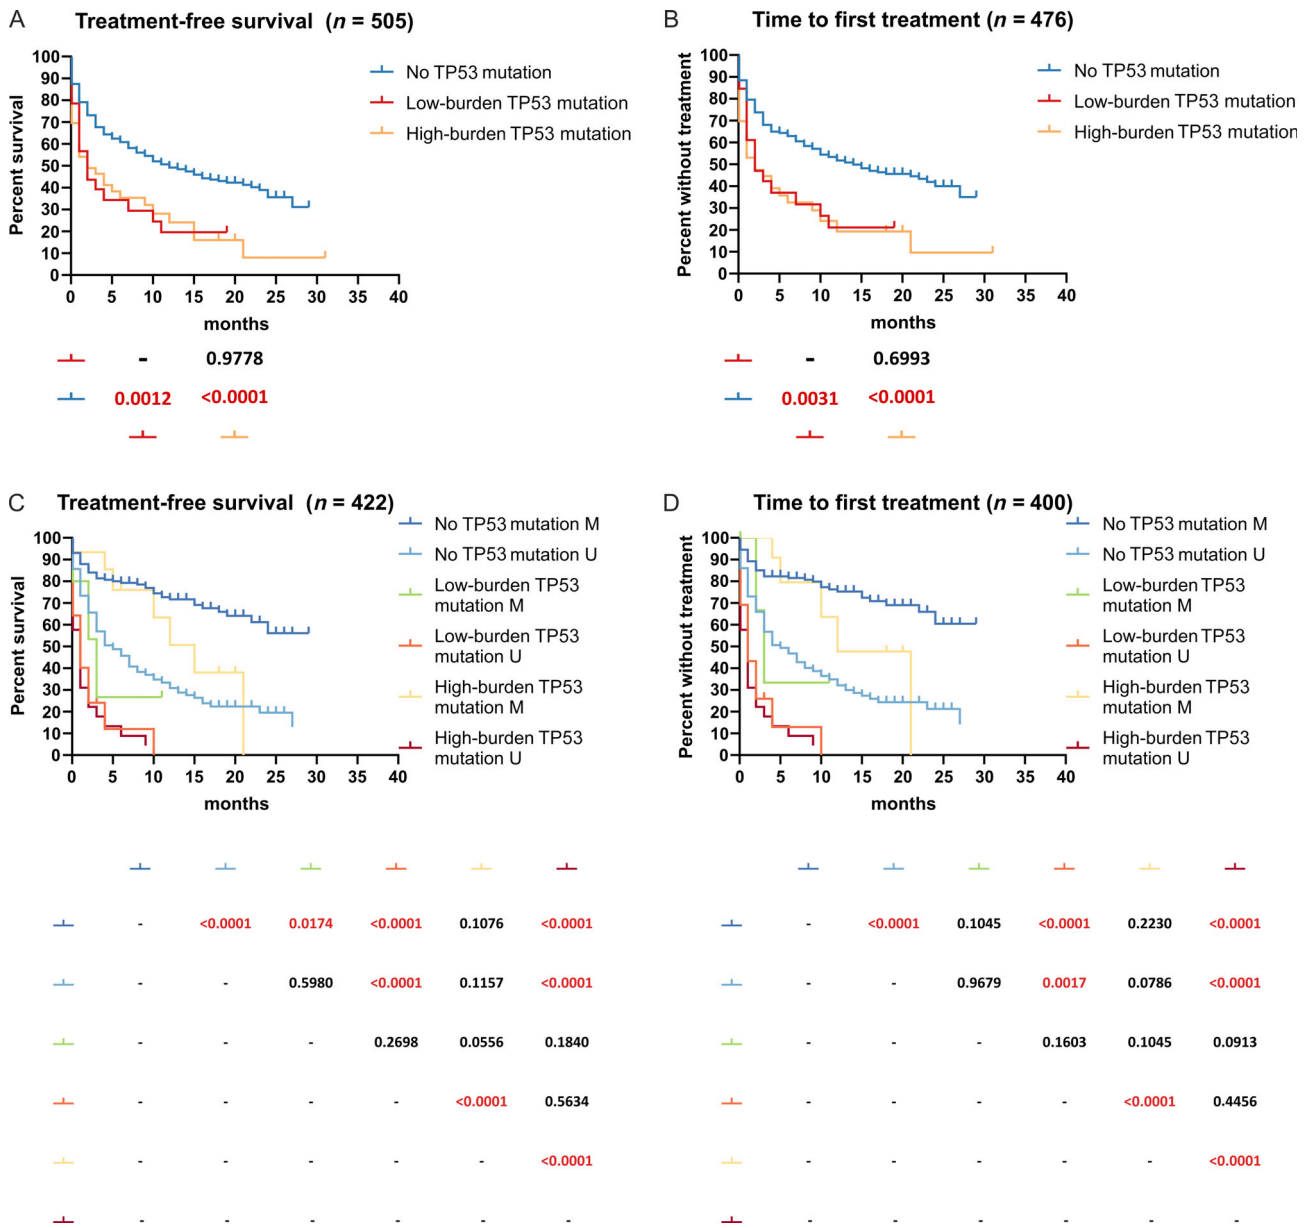 A
Treatment-free survival (n = 505)
Percent survival
100
90
80
70
60
50
40
30
20
10
0
0 5 10 15 20 25 30 35 40
months
No TP53 mutation
Low-burden TP53 mutation
High-burden TP53 mutation
- 0.9778
0.0012 <0.0001
B
Time to first treatment (n = 476)
Percent without treatment
100
90
80
70
60
50
40
30
20
10
0
0 5 10 15 20 25 30 35 40
months
No TP53 mutation
Low-burden TP53 mutation
High-burden TP53 mutation
- 0.6993
0.0031 <0.0001
C
Treatment-free survival (n = 422)
Percent survival
100
90
80
70
60
50
40
30
20
10
0
0 5 10 15 20 25 30 35 40
months
No TP53 mutation M
No TP53 mutation U
Low-burden TP53
mutation M
Low-burden TP53
mutation U
High-burden TP53
mutation M
High-burden TP53
mutation U
- <0.0001 0.0174 <0.0001 0.1076 <0.0001
- - 0.5980 <0.0001 0.1157 <0.0001
- - - 0.2698 0.0556 0.1840
- - - - <0.0001 0.5634
- - - - - <0.0001
- - - - - -
D
Time to first treatment (n = 400)
Percent without treatment
100
90
80
70
60
50
40
30
20
10
0
0 5 10 15 20 25 30 35 40
months
No TP53 mutation M
No TP53 mutation U
Low-burden TP53
mutation M
Low-burden TP53
mutation U
High-burden TP53
mutation M
High-burden TP53
mutation U
- <0.0001 0.1045 <0.0001 0.2230 <0.0001
- - 0.9679 0.0017 0.0786 <0.0001
- - - 0.1603 0.1045 0.0913
- - - - <0.0001 0.4456
- - - - - <0.0001
- - - - - -